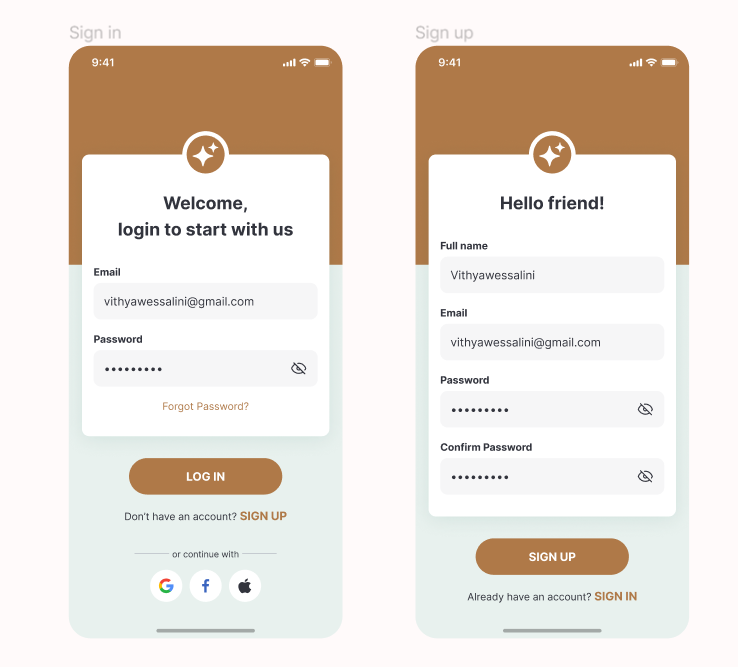 Sign in
9:41
Welcome,
login to start with us
Email
vithyawessalini@gmail.com
Password
•••••••••
Forgot Password?
LOG IN
Don't have an account? SIGN UP
or continue with
Sign up
9:41
Hello friend!
Full name
Vithyawessalini
Email
vithyawessalini@gmail.com
Password
•••••••••
Confirm Password
•••••••••
SIGN UP
Already have an account? SIGN IN